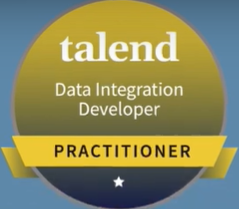 talend
Data Integration
Developer
PRACTITIONER